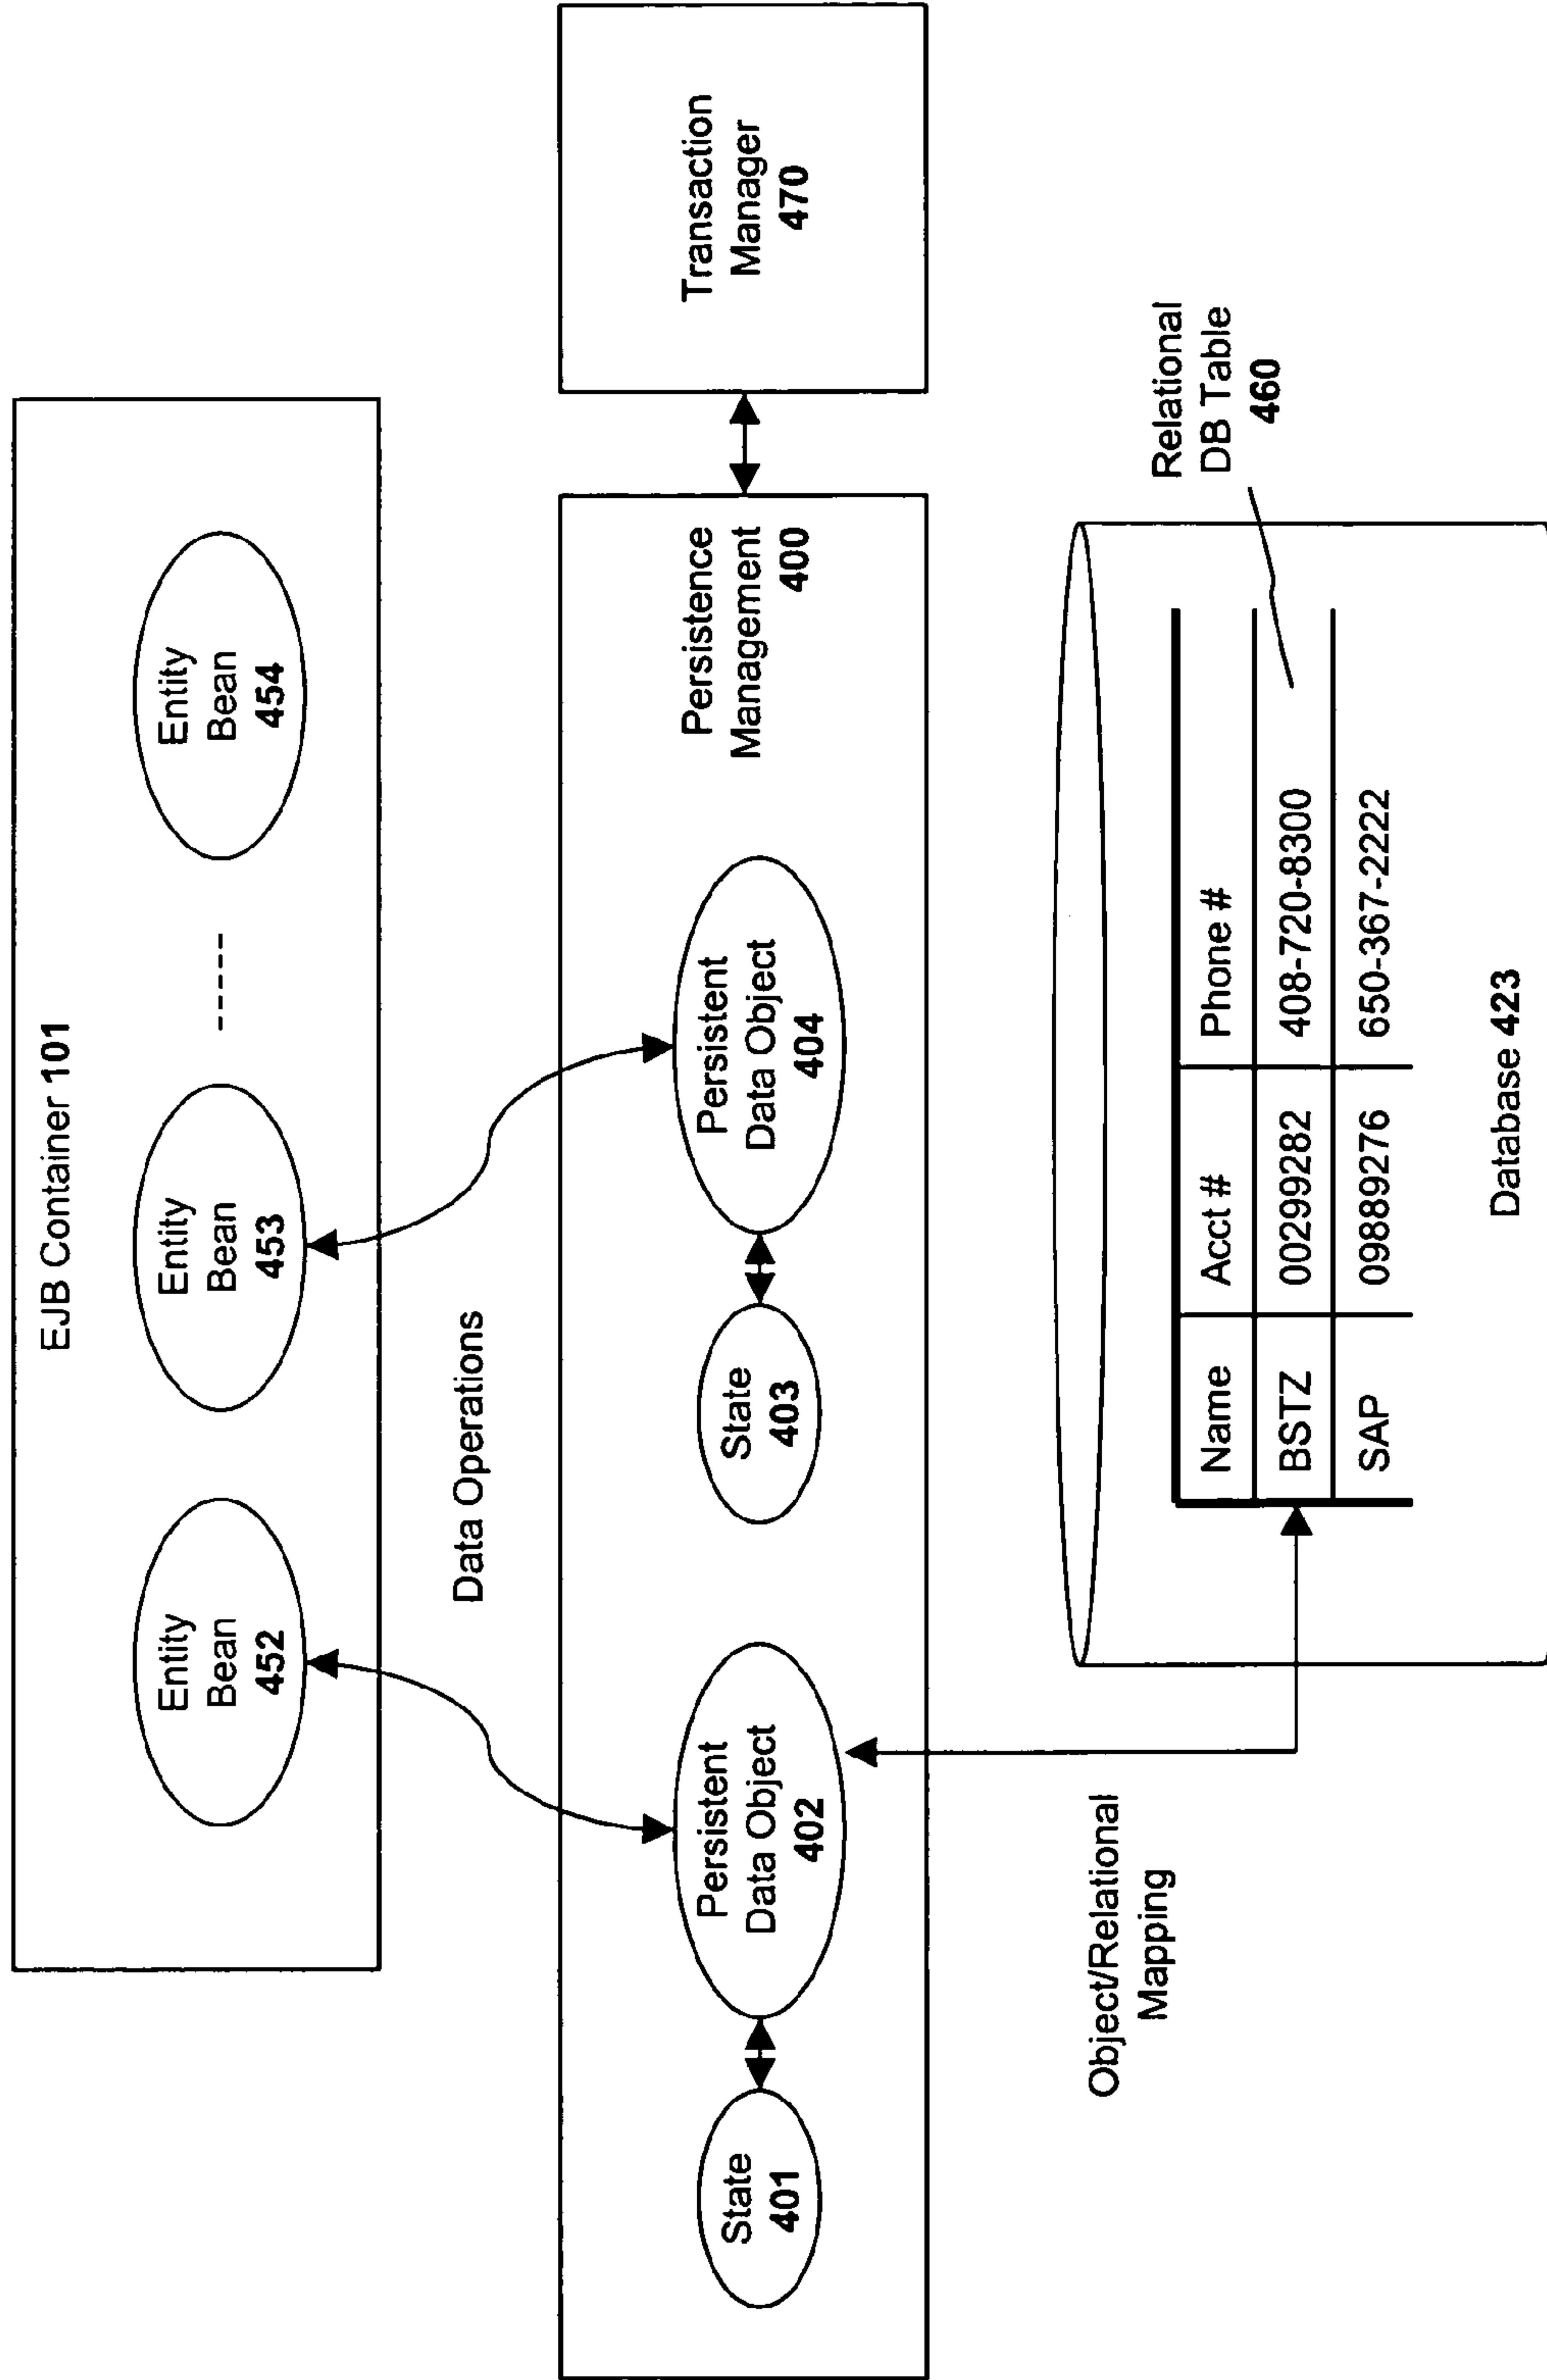 EJB Container 101
Entity
Bean
452
Entity
Bean
453
-----
Entity
Bean
454
Data Operations
State
401
Persistent
Data Object
402
State
403
Persistent
Data Object
404
Persistence
Management
400
Transaction
Manager
470
Object/Relational
Mapping
Relational
DB Table
460
Name Acct # Phone #
BSTZ 00299282 408-720-8300
SAP 09889276 650-367-2222
Database 423